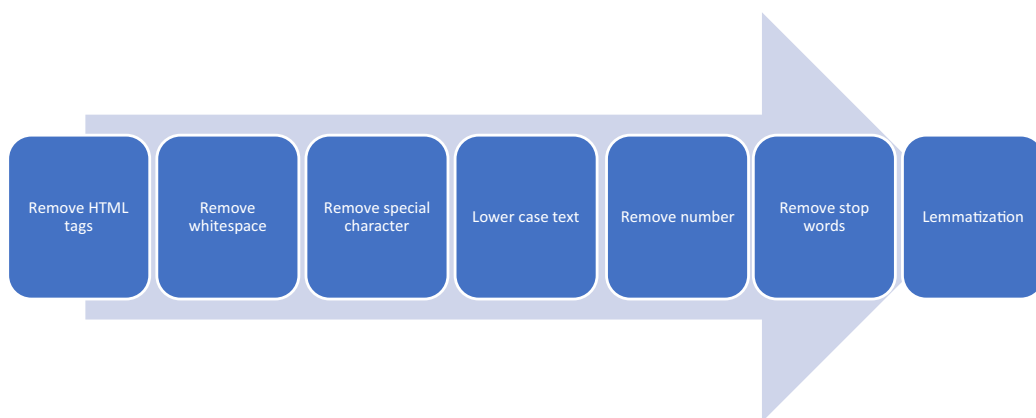 Remove HTML
tags
Remove
whitespace
Remove special
character
Lower case text
Remove number
Remove stop
words
Lemmatization